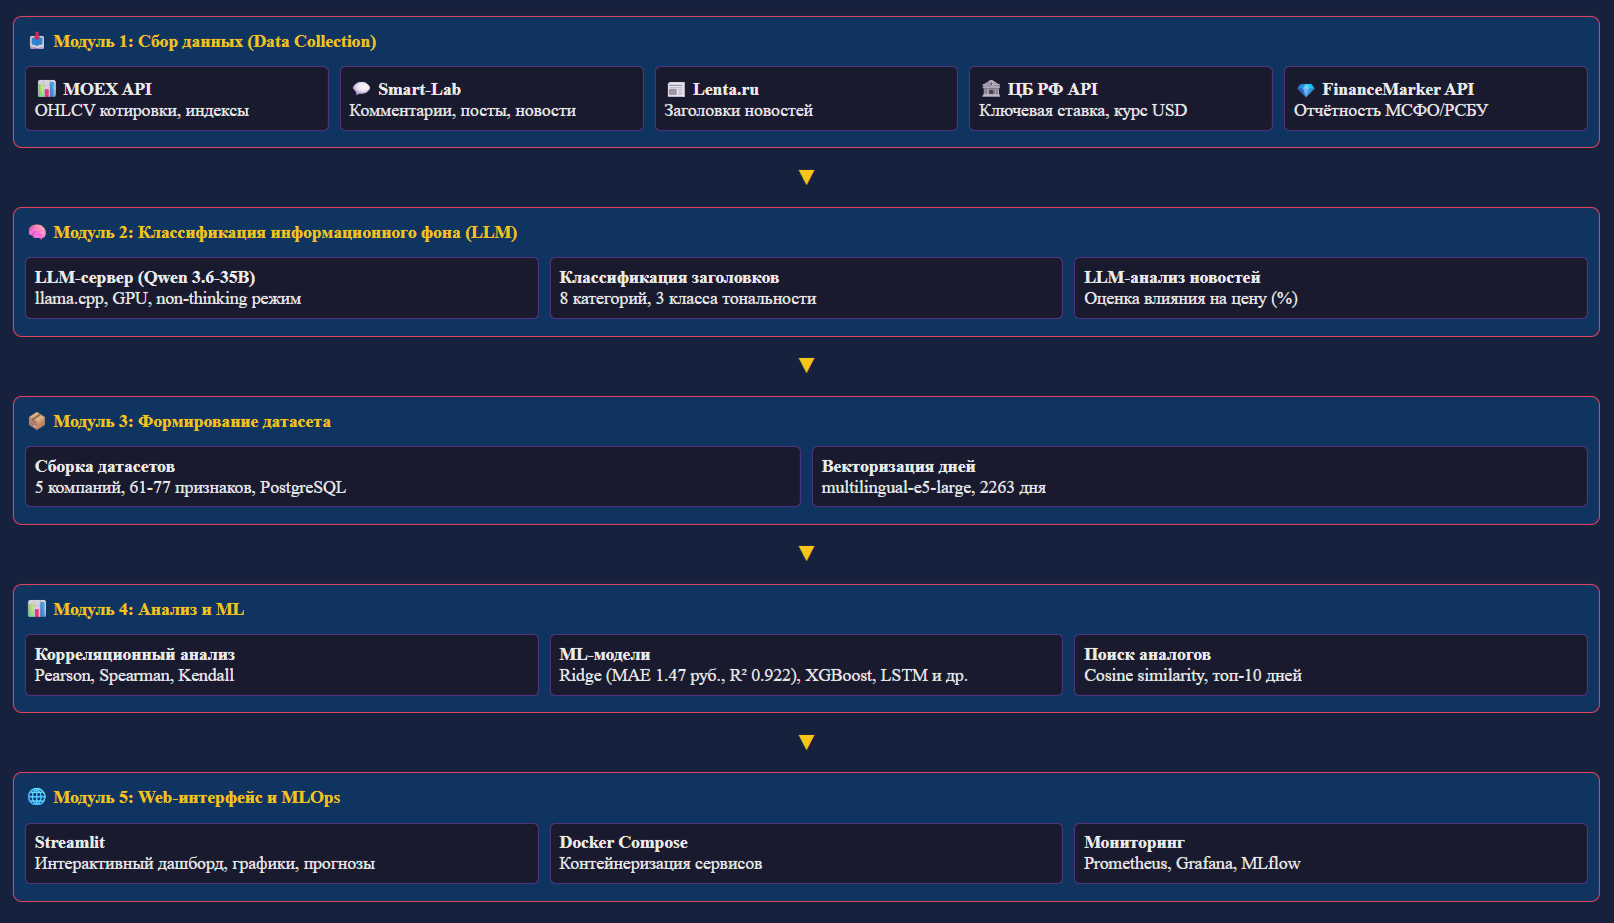 Модуль 1: Сбор данных (Data Collection)
MOEX API
OHLCV котировки, индексы
Smart-Lab
Комментарии, посты, новости
Lenta.ru
Заголовки новостей
ЦБ РФ API
Ключевая ставка, курс USD
FinanceMarker API
Отчётность МСФО/РСБУ
Модуль 2: Классификация информационного фона (LLM)
LLM-сервер (Qwen 3.6-35B)
llama.cpp, GPU, non-thinking режим
Классификация заголовков
8 категорий, 3 класса тональности
LLM-анализ новостей
Оценка влияния на цену (%)
Модуль 3: Формирование датасета
Сборка датасетов
5 компаний, 61-77 признаков, PostgreSQL
Векторизация дней
multilingual-e5-large, 2263 дня
Модуль 4: Анализ и ML
Корреляционный анализ
Pearson, Spearman, Kendall
ML-модели
Ridge (MAE 1.47 руб., R² 0.922), XGBoost, LSTM и др.
Поиск аналогов
Cosine similarity, топ-10 дней
Модуль 5: Web-интерфейс и MLOps
Streamlit
Интерактивный дашборд, графики, прогнозы
Docker Compose
Контейнеризация сервисов
Мониторинг
Prometheus, Grafana, MLflow